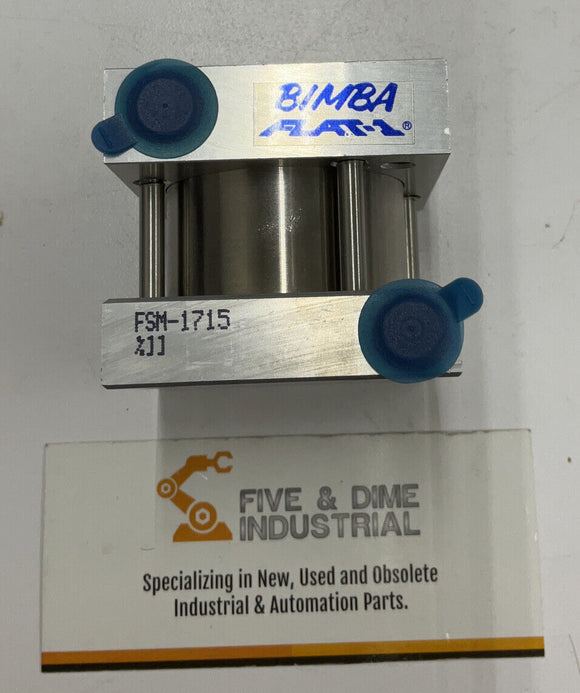 BIMBA
FLAT-1®
FSM-1715
%]]
FIVE & DIME
INDUSTRIAL
Specializing in New, Used and Obsolete
Industrial & Automation Parts.